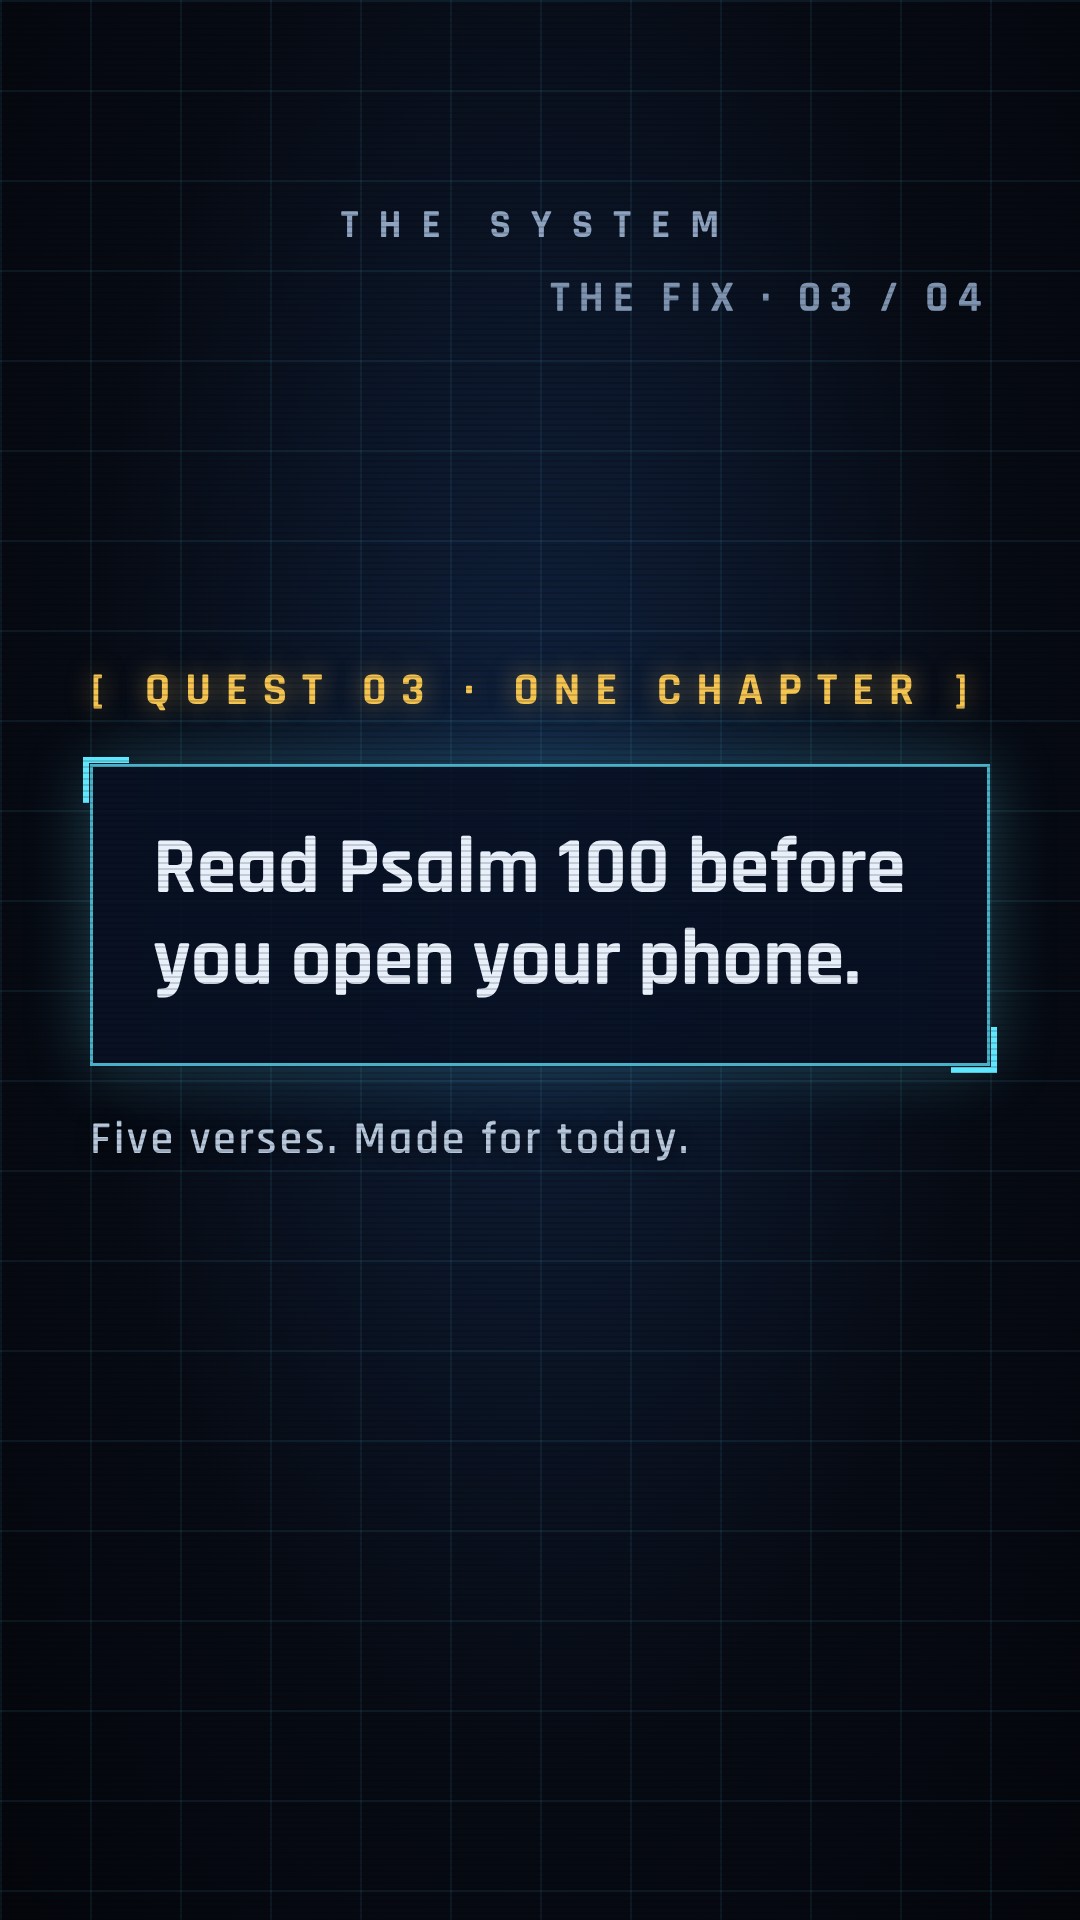 THE SYSTEM
THE FIX · 03 / 04
[ QUEST 03 · ONE CHAPTER ]
Read Psalm 100 before
you open your phone.
Five verses. Made for today.